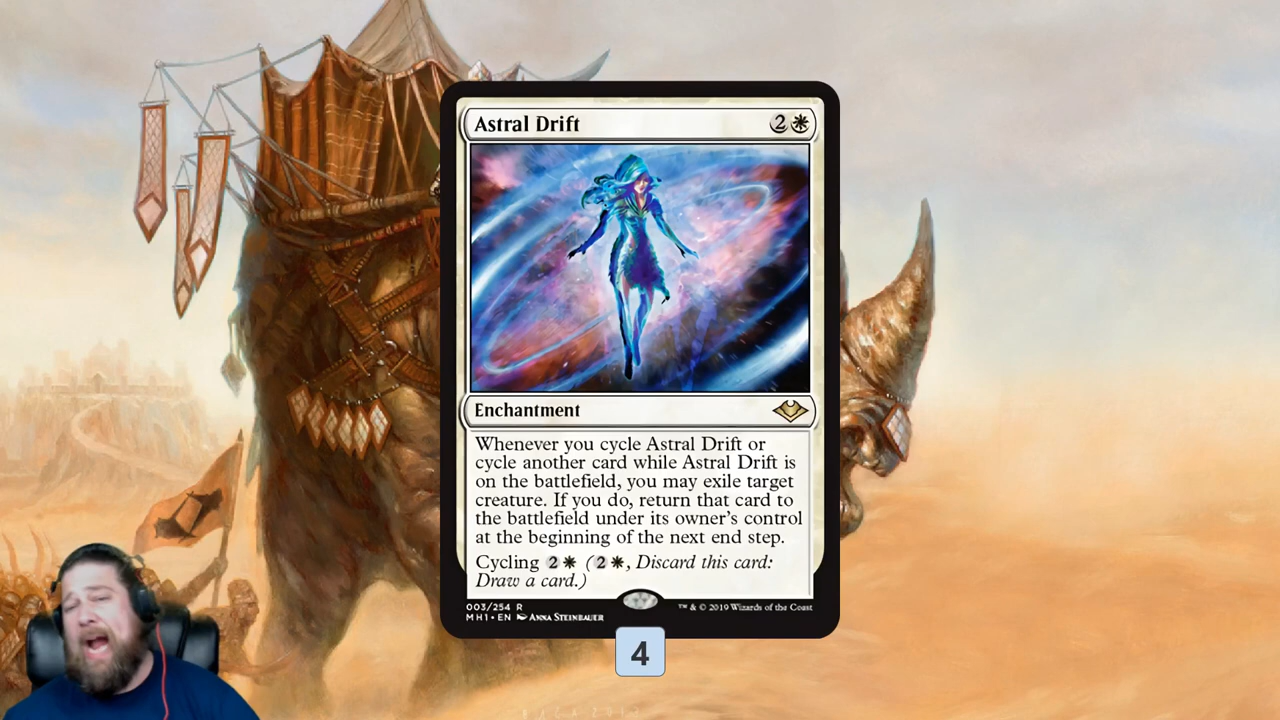 Astral Drift 2
Enchantment
Whenever you cycle Astral Drift or
cycle another card while Astral Drift is
on the battlefield, you may exile target
creature. If you do, return that card to
the battlefield under its owner's control
at the beginning of the next end step.
Cycling 2 (2, Discard this card:
Draw a card.)
003/254 R
MH1 • EN Anna Steinbauer
™ & © 2019 Wizards of the Coast
4